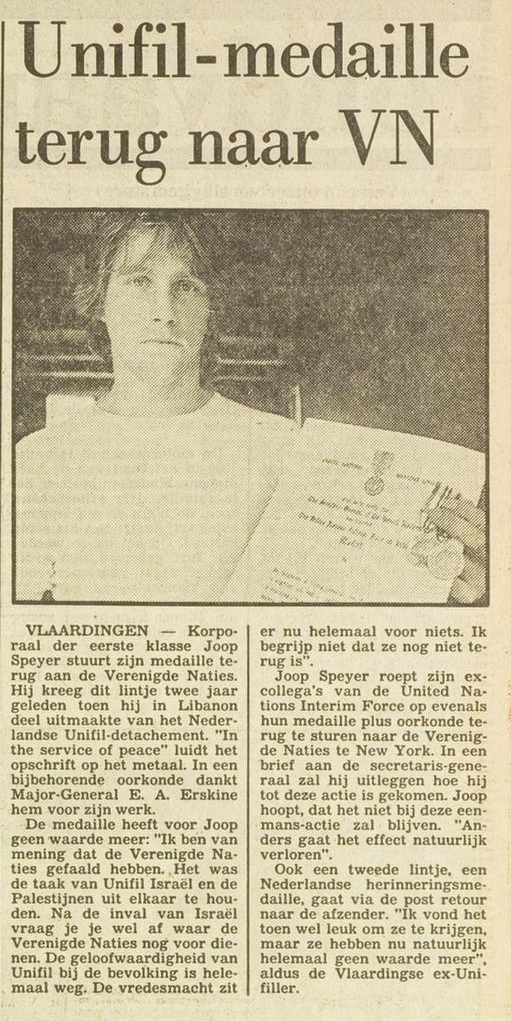 Unifil-medaille
terug naar VN
VLAARDINGEN — Korpo-
raal der eerste klasse Joop
Speyer stuurt zijn medaille te-
rug aan de Verenigde Naties.
Hij kreeg dit lintje twee jaar
geleden toen hij in Libanon
deel uitmaakte van het Neder-
landse Unifil-detachement. "In
the service of peace" luidt het
opschrift op het metaal. In een
bijbehorende oorkonde dankt
Major-General E. A. Erskine
hem voor zijn werk.
De medaille heeft voor Joop
geen waarde meer: "Ik ben van
mening dat de Verenigde Na-
ties gefaald hebben. Het was
de taak van Unifil Israël en de
Palestijnen uit elkaar te hou-
den. Na de inval van Israël
vraag je je wel af waar de
Verenigde Naties nog voor die-
nen. De geloofwaardigheid van
Unifil bij de bevolking is hele-
maal weg. De vredesmacht zit
er nu helemaal voor niets. Ik
begrijp niet dat ze nog niet te-
rug is".
Joop Speyer roept zijn ex-
collega's van de United Na-
tions Interim Force op evenals
hun medaille plus oorkonde te-
rug te sturen naar de Verenig-
de Naties te New York. In een
brief aan de secretaris-gene-
raal zal hij uitleggen hoe hij
tot deze actie is gekomen. Joop
hoopt, dat het niet bij deze een-
mans-actie zal blijven. "An-
ders gaat het effect natuurlijk
verloren".
Ook een tweede lintje, een
Nederlandse herinneringsme-
daille, gaat via de post retour
naar de afzender. "Ik vond het
toen wel leuk om ze te krijgen,
maar ze hebben nu natuurlijk
helemaal geen waarde meer",
aldus de Vlaardingse ex-Uni-
filler.